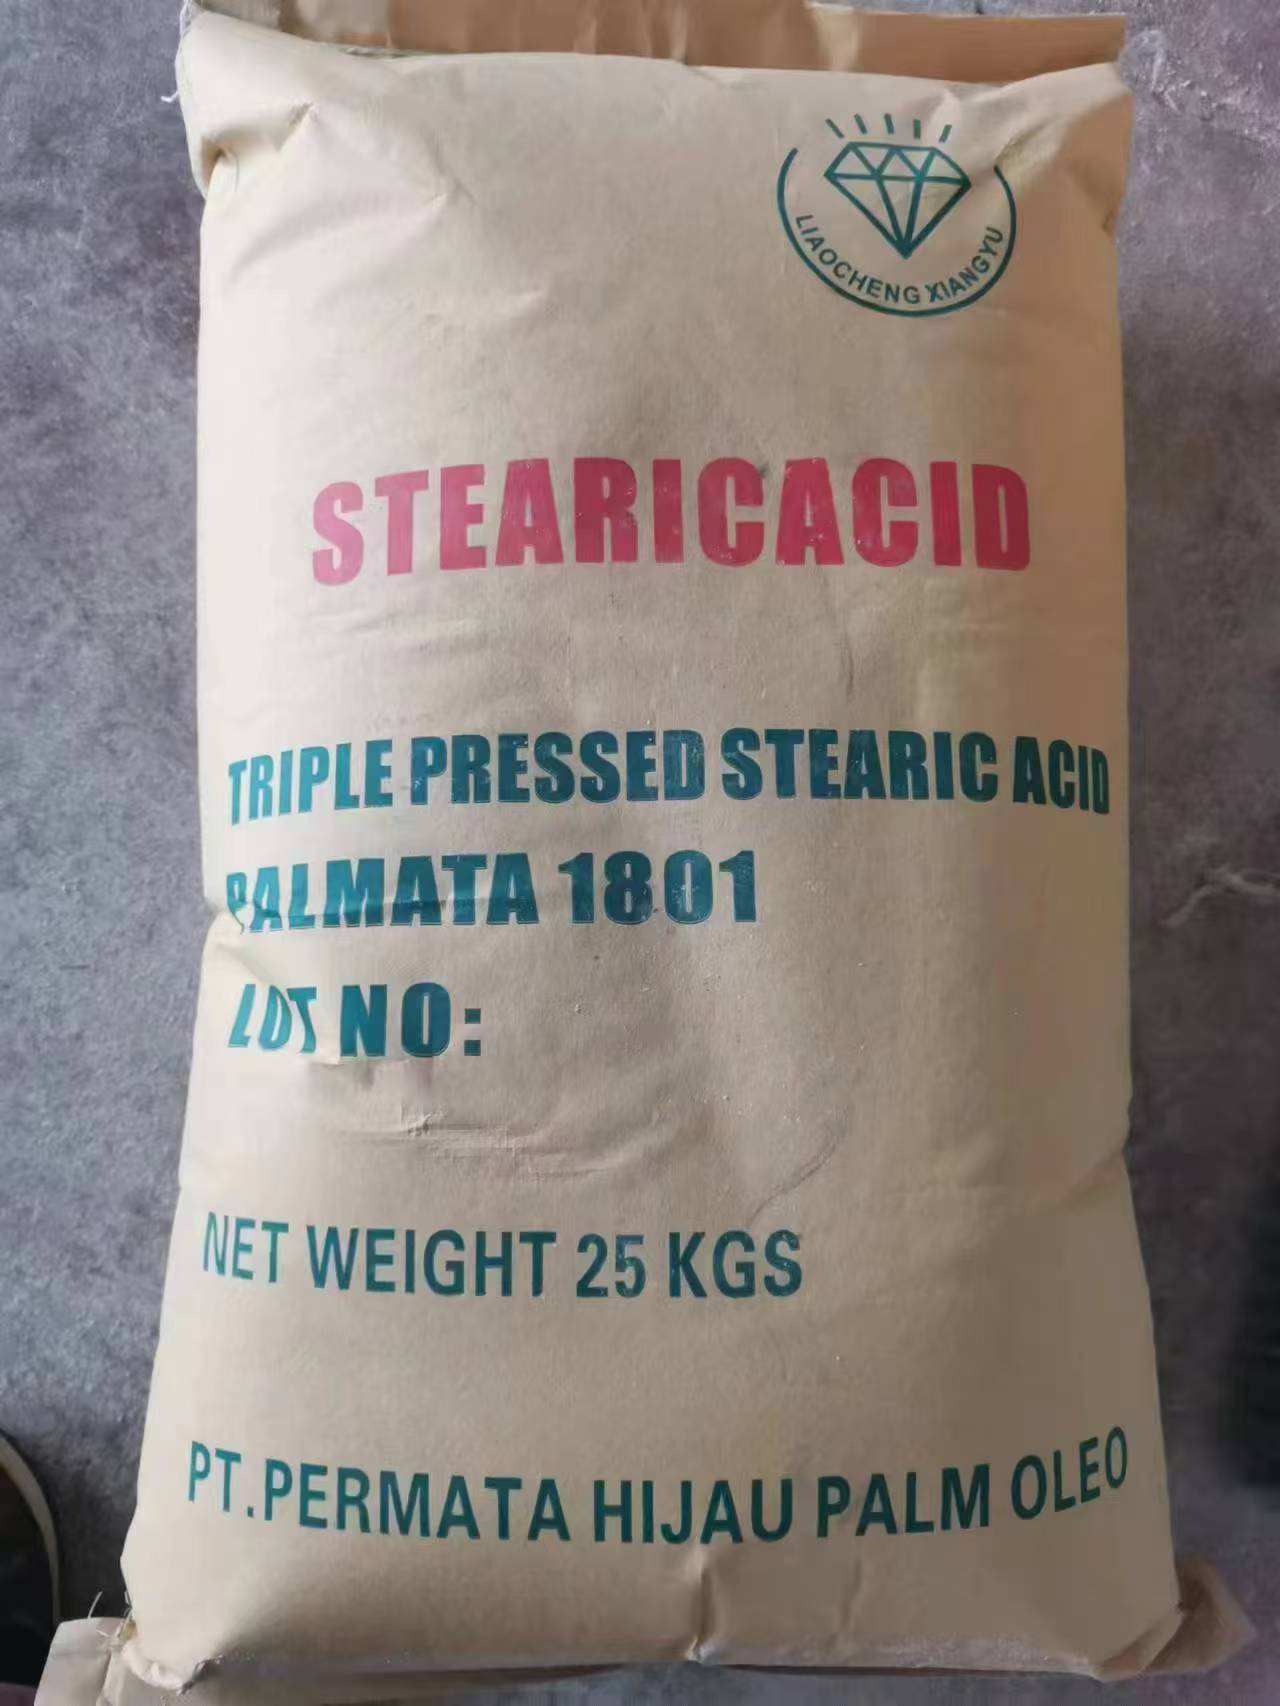 LIAOCHENG XIANGYU
STEARICACID
TRIPLE PRESSED STEARIC ACID
PALMATA 1801
LOT NO:
NET WEIGHT 25 KGS
PT.PERMATA HIJAU PALM OLEO